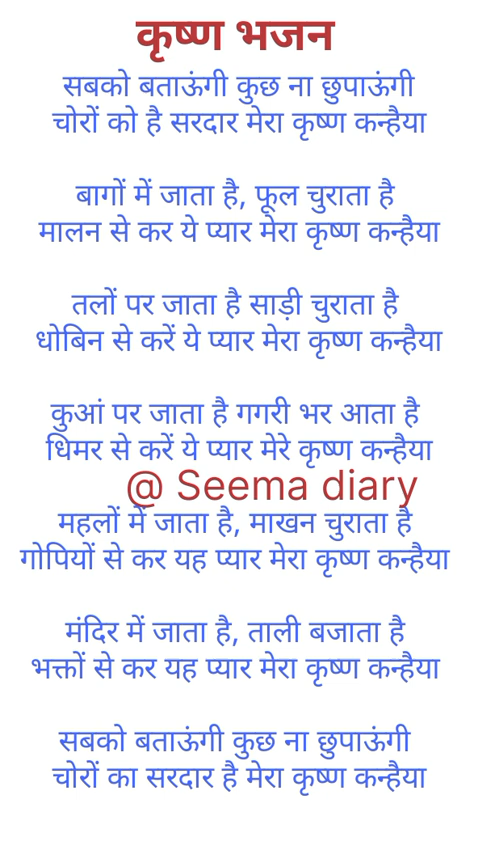 कृष्ण भजन
सबको बताऊंगी कुछ ना छुपाऊंगी
चोरों को है सरदार मेरा कृष्ण कन्हैया
बागों में जाता है, फूल चुराता है
मालन से कर ये प्यार मेरा कृष्ण कन्हैया
तलों पर जाता है साड़ी चुराता है
धोबिन से करें ये प्यार मेरा कृष्ण कन्हैया
कुआं पर जाता है गगरी भर आता है
धिमर से करें ये प्यार मेरे कृष्ण कन्हैया
@ Seema diary
महलों में जाता है, माखन चुराता है
गोपियों से कर यह प्यार मेरा कृष्ण कन्हैया
मंदिर में जाता है, ताली बजाता है
भक्तों से कर यह प्यार मेरा कृष्ण कन्हैया
सबको बताऊंगी कुछ ना छुपाऊंगी
चोरों का सरदार है मेरा कृष्ण कन्हैया